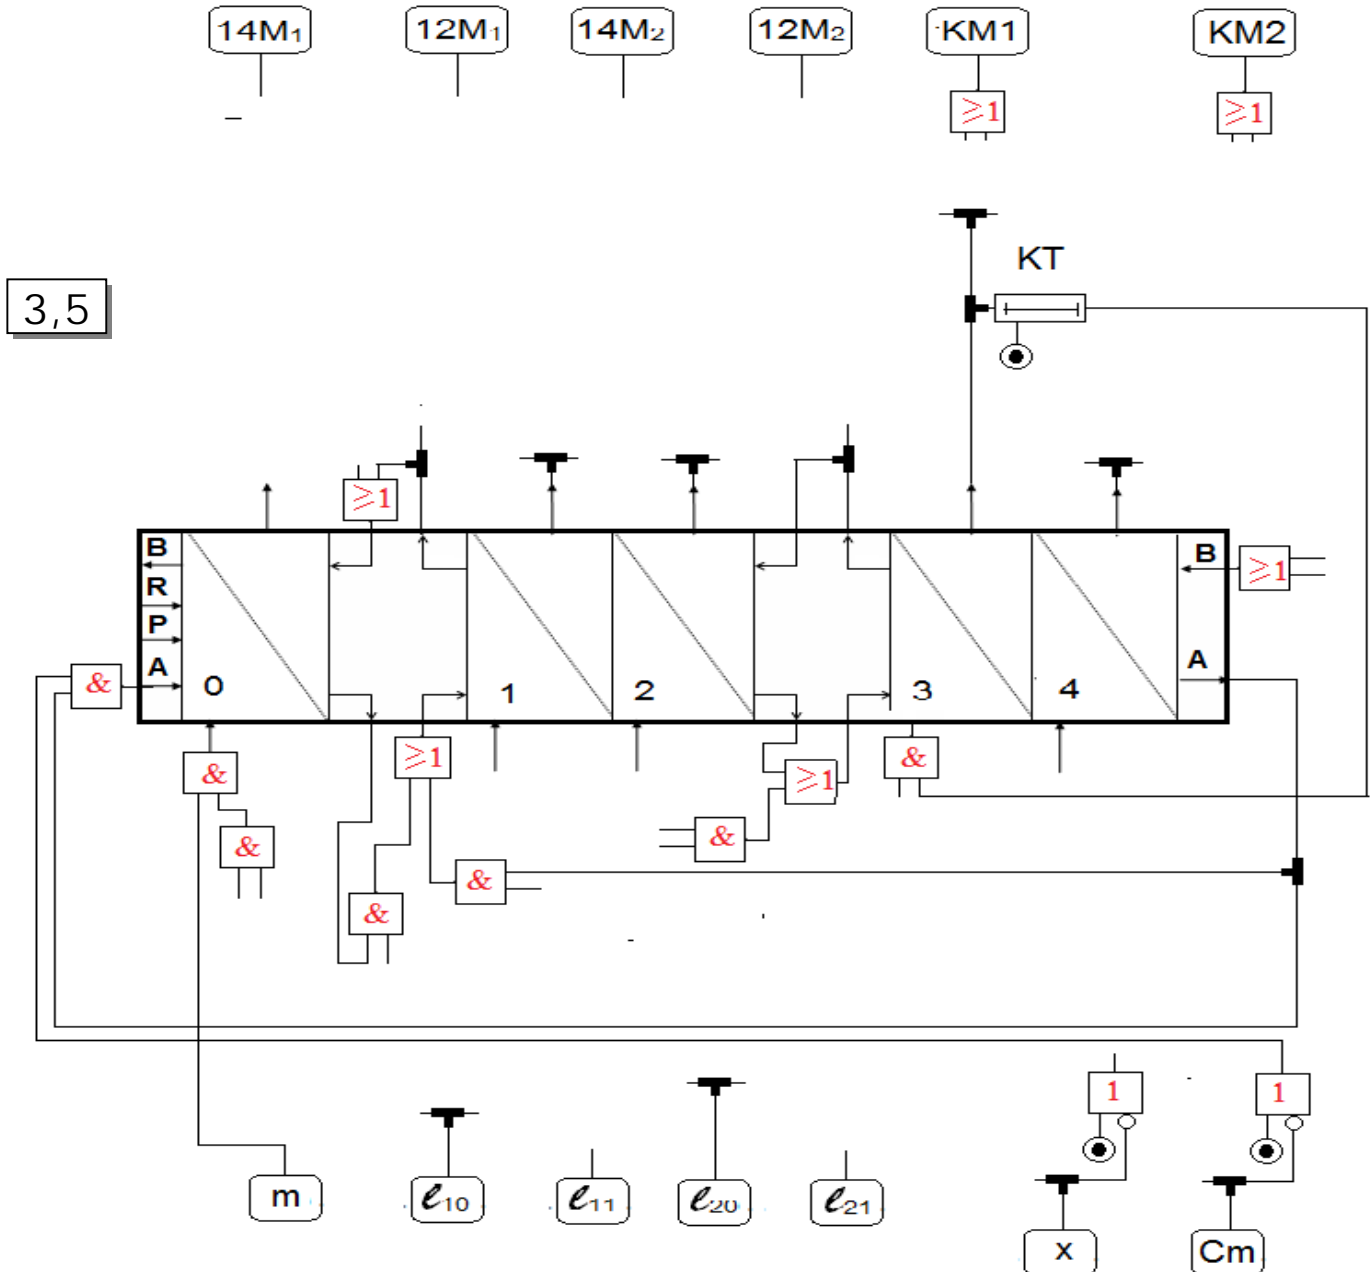 14M₁ 12M₁ 14M₂ 12M₂ KM1 KM2
≥1 ≥1
KT
3,5
≥1
B B ≥1
R
P
& A 0 1 2 3 4 A
& ≥1 ≥1 &
& &
&
&
1 1
m ℓ₁₀ ℓ₁₁ ℓ₂₀ ℓ₂₁
x Cm